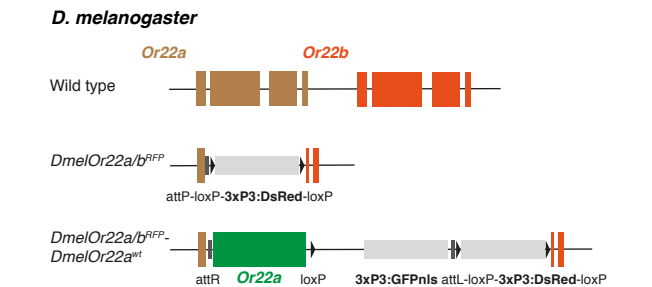 D. melanogaster
Or22a Or22b
Wild type
DmelOr22a/bRFP
attP-loxP-3xP3:DsRed-loxP
DmelOr22a/bRFP-
DmelOr22awt
attR Or22a loxP 3xP3:GFPnls attL-loxP-3xP3:DsRed-loxP